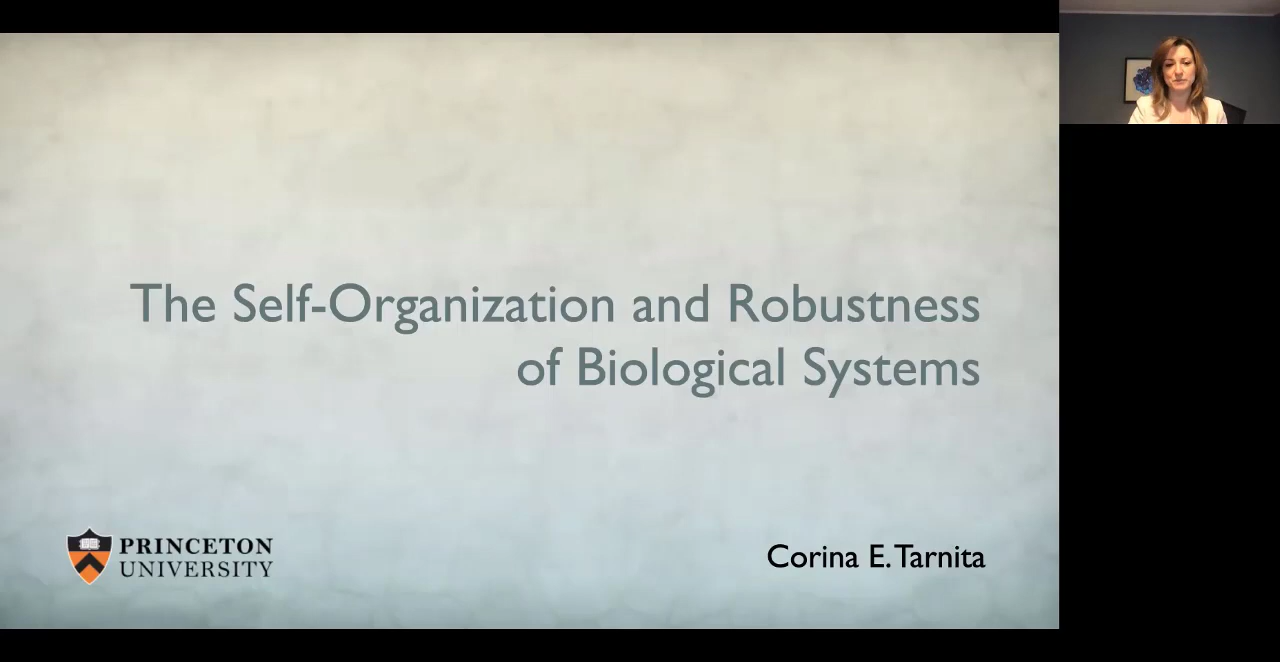 The Self-Organization and Robustness
of Biological Systems
PRINCETON
UNIVERSITY
Corina E. Tarnita